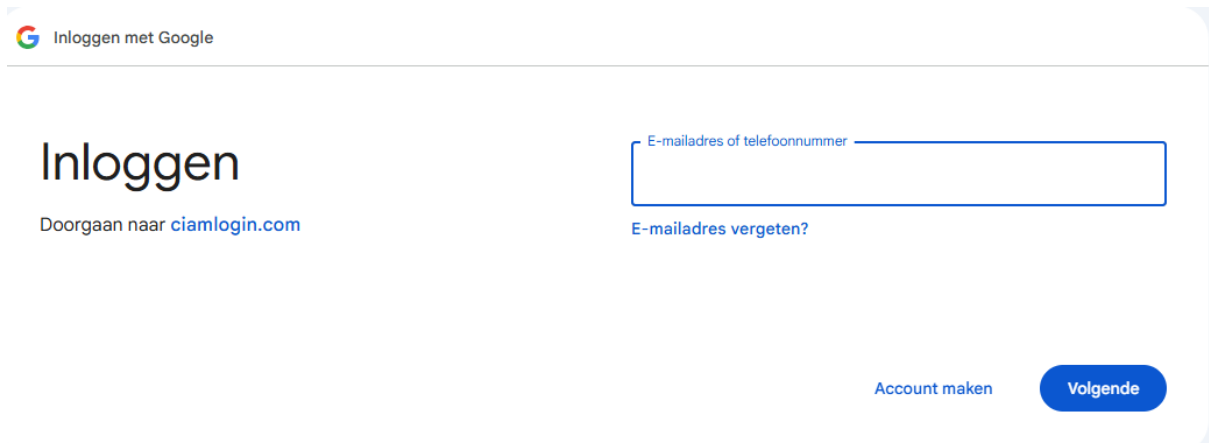 Inloggen met Google
Inloggen
Doorgaan naar ciamlogin.com
E-mailadres of telefoonnummer
E-mailadres vergeten?
Account maken
Volgende